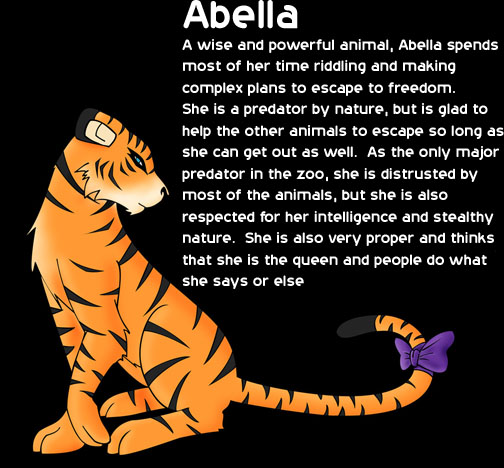 Abella
A wise and powerful animal, Abella spends
most of her time riddling and making
complex plans to escape to freedom.
She is a predator by nature, but is glad to
help the other animals to escape so long as
she can get out as well.  As the only major
predator in the zoo, she is distrusted by
most of the animals, but she is also
respected for her intelligence and stealthy
nature.  She is also very proper and thinks
that she is the queen and people do what
she says or else